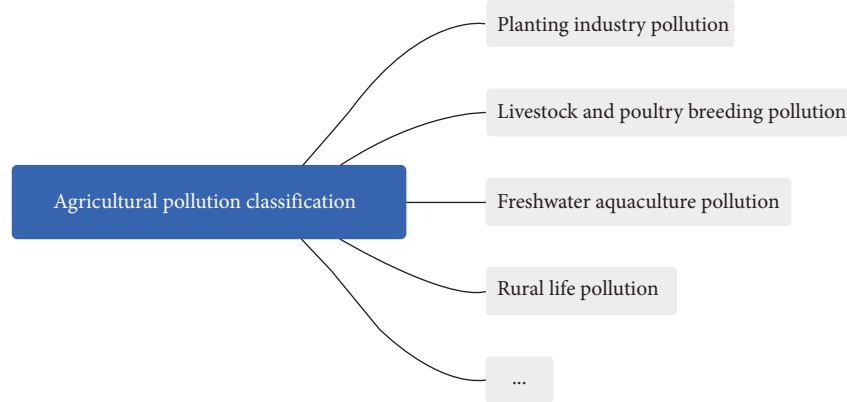 Planting industry pollution
Livestock and poultry breeding pollution
Agricultural pollution classification
Freshwater aquaculture pollution
Rural life pollution
...